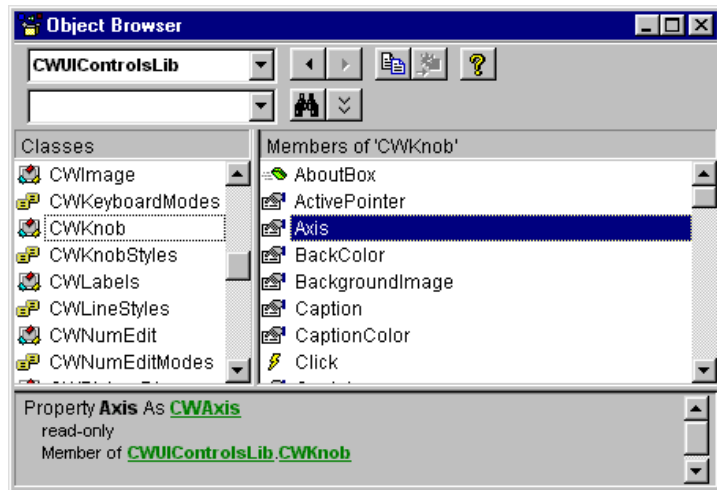 Object Browser
CWUIControlsLib
Classes
Members of 'CWKnob'
CWImage
CWKeyboardModes
CWKnob
CWKnobStyles
CWLabels
CWLineStyles
CWNumEdit
CWNumEditModes
AboutBox
ActivePointer
Axis
BackColor
BackgroundImage
Caption
CaptionColor
Click
Property Axis As CWAxis
read-only
Member of CWUIControlsLib.CWKnob